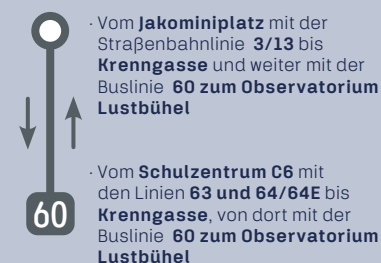 · Vom Jakominiplatz mit der
Straßenbahnlinie 3/13 bis
Krenngasse und weiter mit der
Buslinie 60 zum Observatorium
Lustbühel
· Vom Schulzentrum C6 mit
den Linien 63 und 64/64E bis
60
Krenngasse, von dort mit der
Buslinie 60 zum Observatorium
Lustbühel